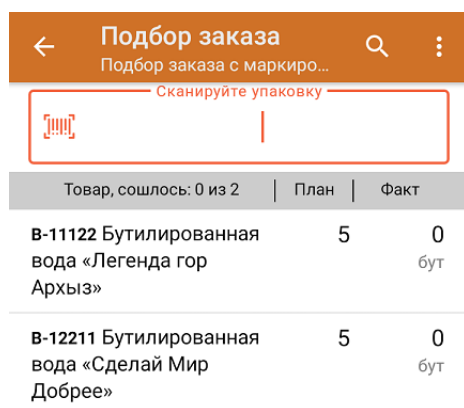 Подбор заказа
Подбор заказа с маркиро...
Сканируйте упаковку
Товар, сошлось: 0 из 2 | План | Факт
В-11122 Бутилированная 5 0
вода «Легенда гор бут
Архыз»
В-12211 Бутилированная 5 0
вода «Сделай Мир бут
Добрее»